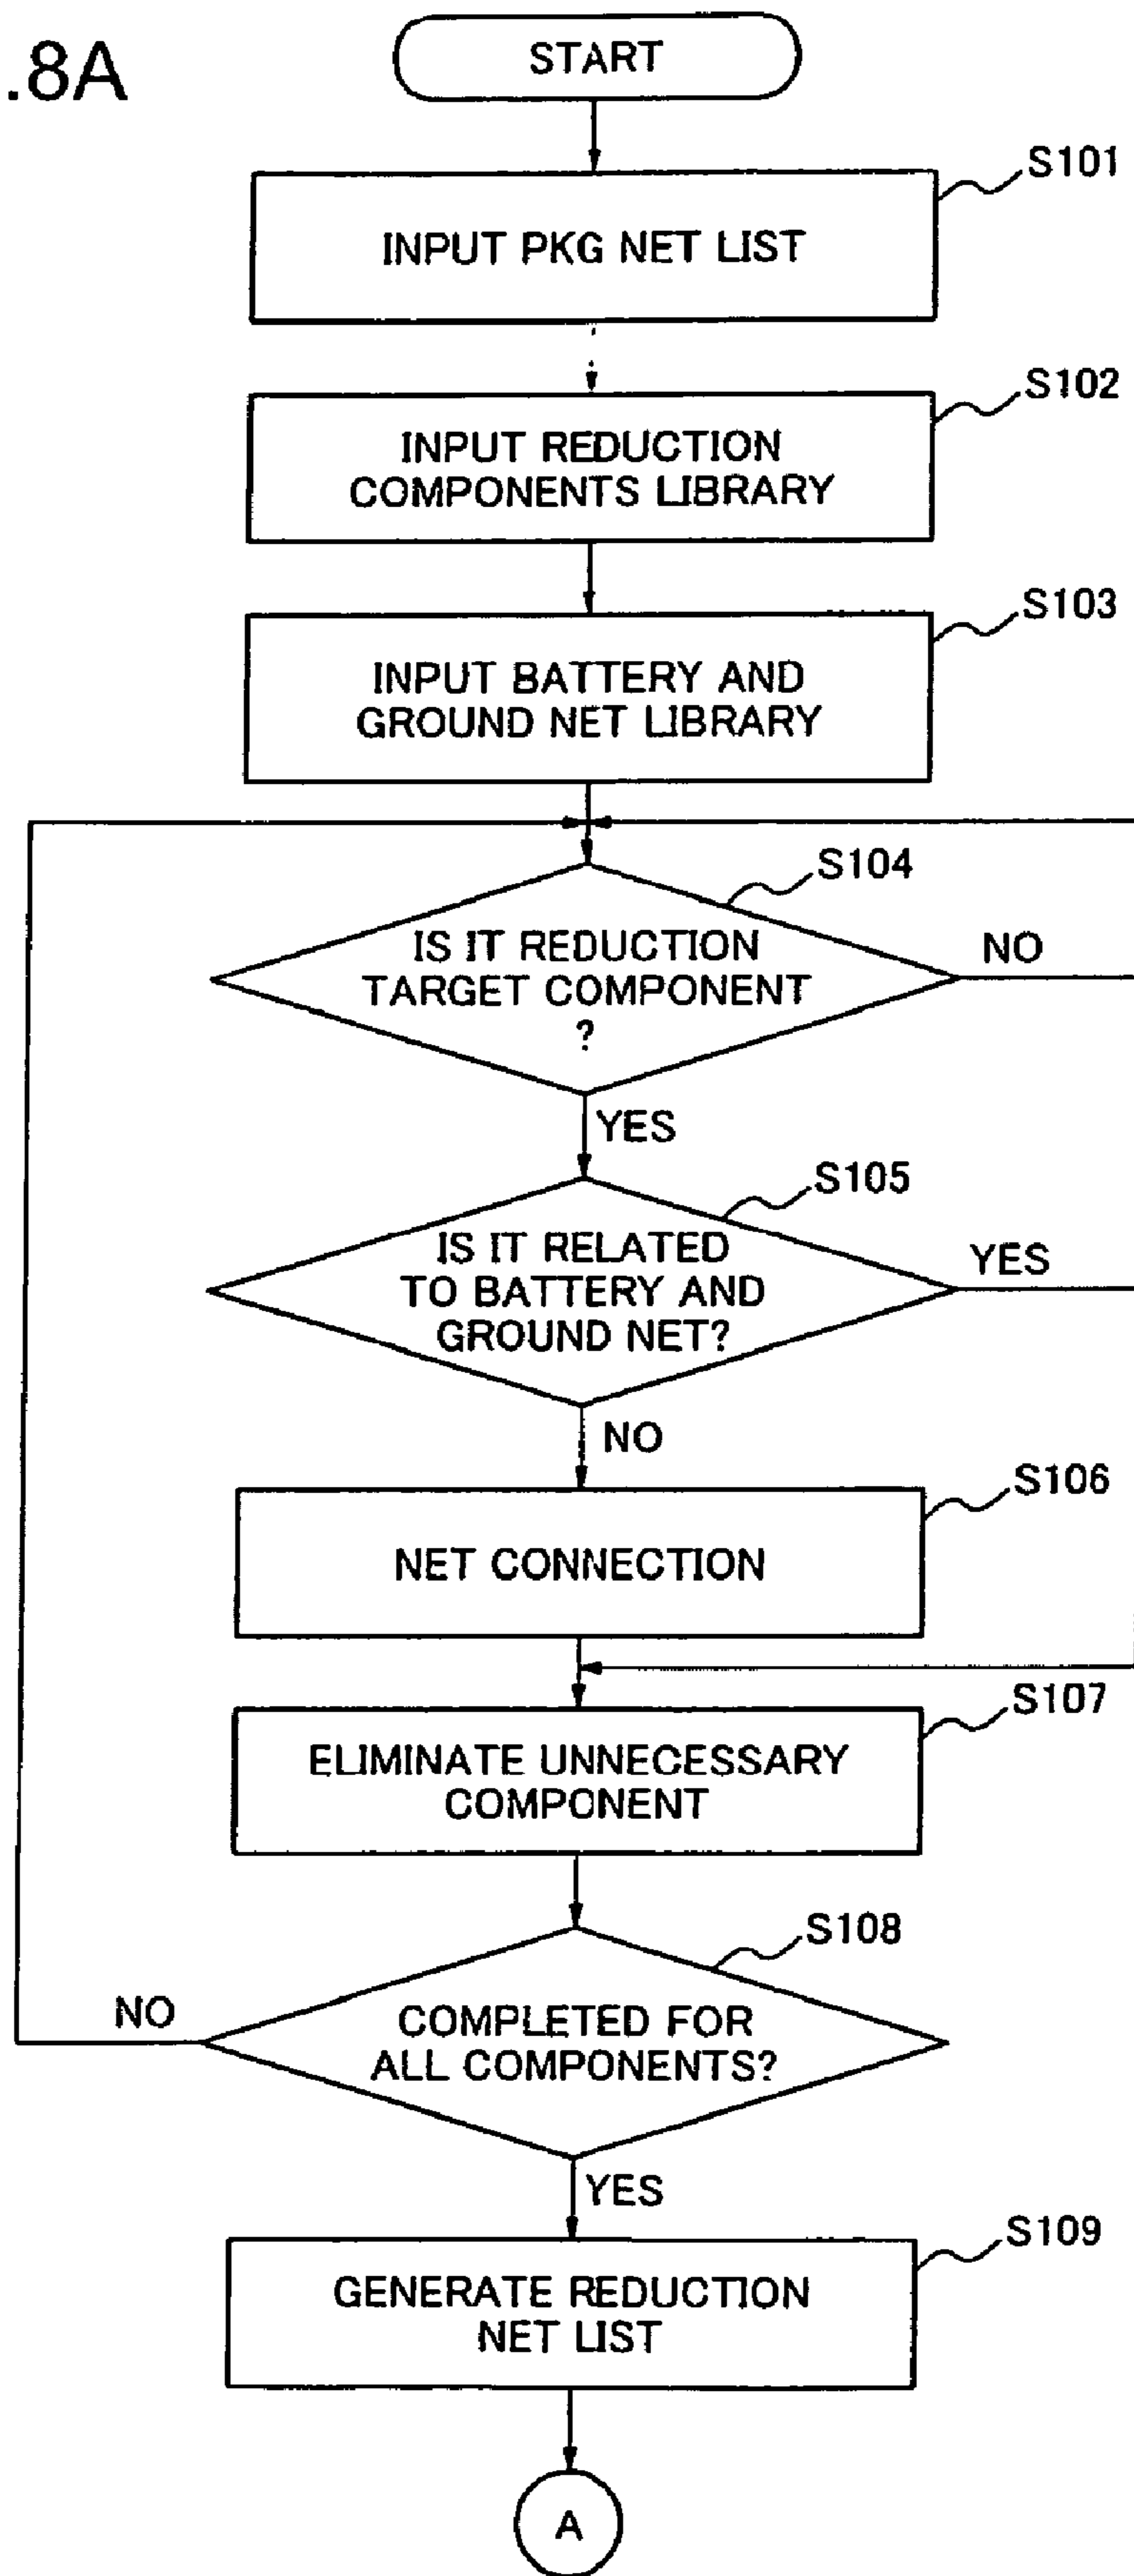 .8A
START
S101
INPUT PKG NET LIST
S102
INPUT REDUCTION
COMPONENTS LIBRARY
S103
INPUT BATTERY AND
GROUND NET LIBRARY
S104
IS IT REDUCTION
TARGET COMPONENT
?
NO
YES
S105
IS IT RELATED
TO BATTERY AND
GROUND NET?
YES
NO
S106
NET CONNECTION
S107
ELIMINATE UNNECESSARY
COMPONENT
S108
COMPLETED FOR
ALL COMPONENTS?
NO
YES
S109
GENERATE REDUCTION
NET LIST
A